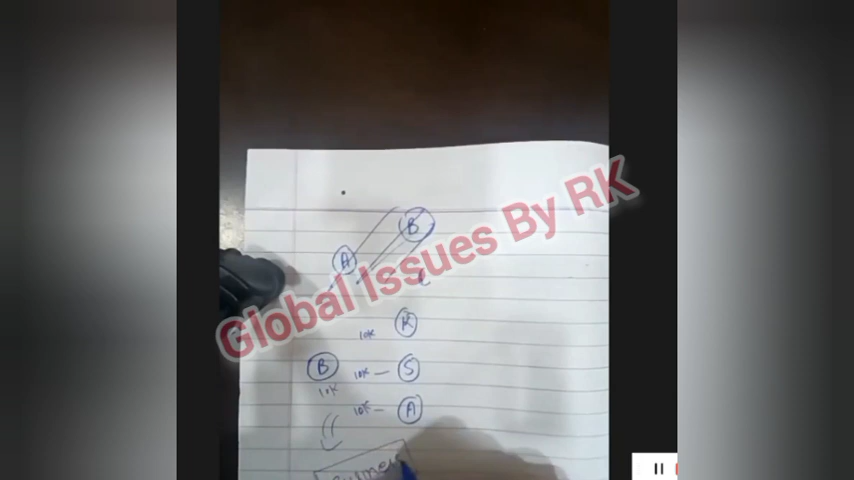 B
A
Global Issues By RK
10K K
B 10K - S
10K
10K - A